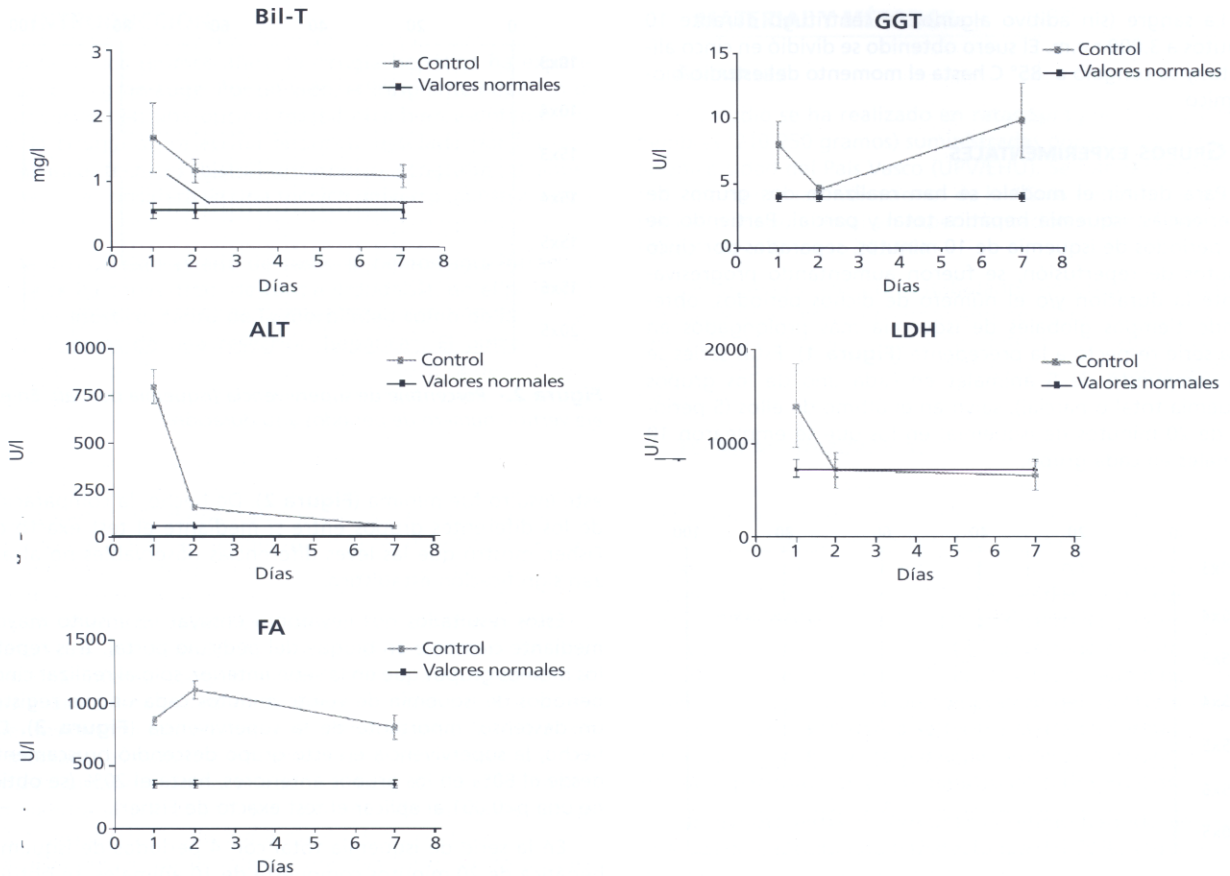 Bil-T
3
2
1
0
mg/l
0 1 2 3 4 5 6 7 8
Días
Control
Valores normales
GGT
15
10
5
0
U/l
0 1 2 3 4 5 6 7 8
Días
Control
Valores normales
ALT
1000
750
500
250
0
U/l
0 1 2 3 4 5 6 7 8
Días
Control
Valores normales
LDH
2000
1000
0
U/l
0 1 2 3 4 5 6 7 8
Días
Control
Valores normales
FA
1500
1000
500
0
U/l
0 1 2 3 4 5 6 7 8
Días
Control
Valores normales